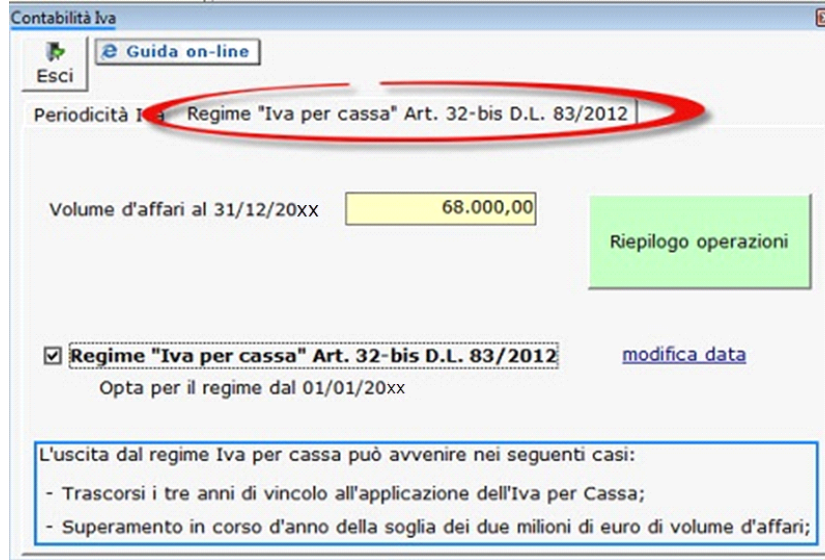 Contabilità Iva
Esci
Guida on-line
Periodicità Iva
Regime "Iva per cassa" Art. 32-bis D.L. 83/2012
Volume d'affari al 31/12/20xx
68.000,00
Riepilogo operazioni
Regime "Iva per cassa" Art. 32-bis D.L. 83/2012
modifica data
Opta per il regime dal 01/01/20xx
L'uscita dal regime Iva per cassa può avvenire nei seguenti casi:
- Trascorsi i tre anni di vincolo all'applicazione dell'Iva per Cassa;
- Superamento in corso d'anno della soglia dei due milioni di euro di volume d'affari;